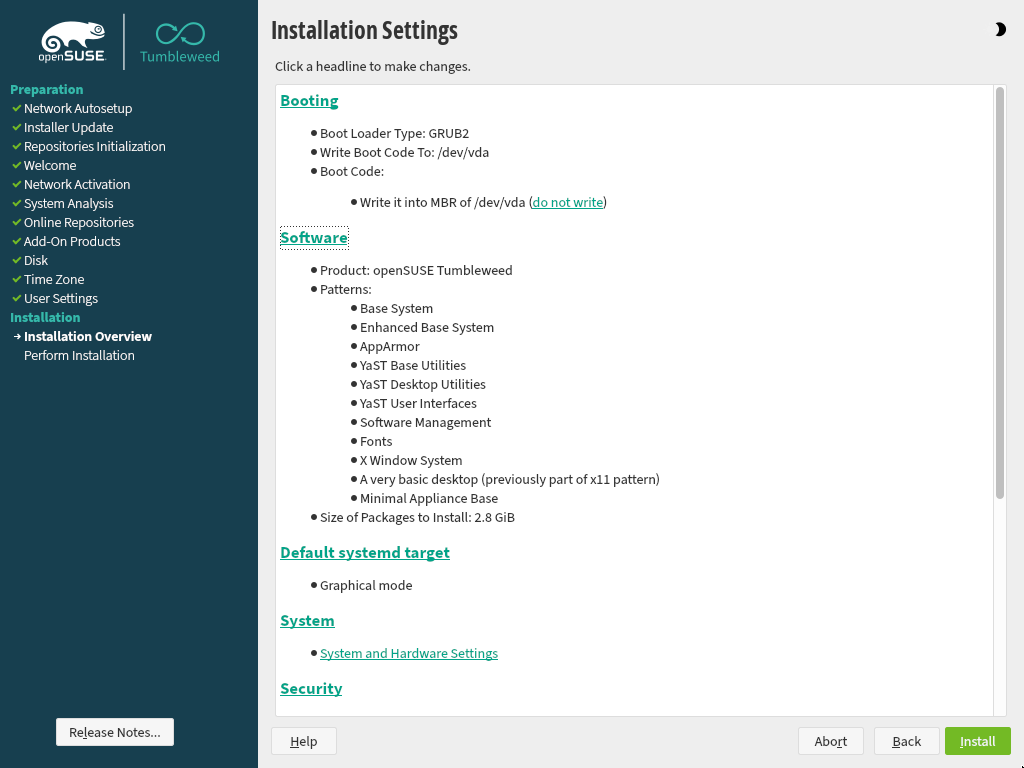 openSUSE
Tumbleweed
Preparation
Network Autosetup
Installer Update
Repositories Initialization
Welcome
Network Activation
System Analysis
Online Repositories
Add-On Products
Disk
Time Zone
User Settings
Installation
Installation Overview
Perform Installation
Release Notes...
Installation Settings
Click a headline to make changes.
Booting
Boot Loader Type: GRUB2
Write Boot Code To: /dev/vda
Boot Code:
Write it into MBR of /dev/vda (do not write)
Software
Product: openSUSE Tumbleweed
Patterns:
Base System
Enhanced Base System
AppArmor
YaST Base Utilities
YaST Desktop Utilities
YaST User Interfaces
Software Management
Fonts
X Window System
A very basic desktop (previously part of x11 pattern)
Minimal Appliance Base
Size of Packages to Install: 2.8 GiB
Default systemd target
Graphical mode
System
System and Hardware Settings
Security
Help
Abort
Back
Install